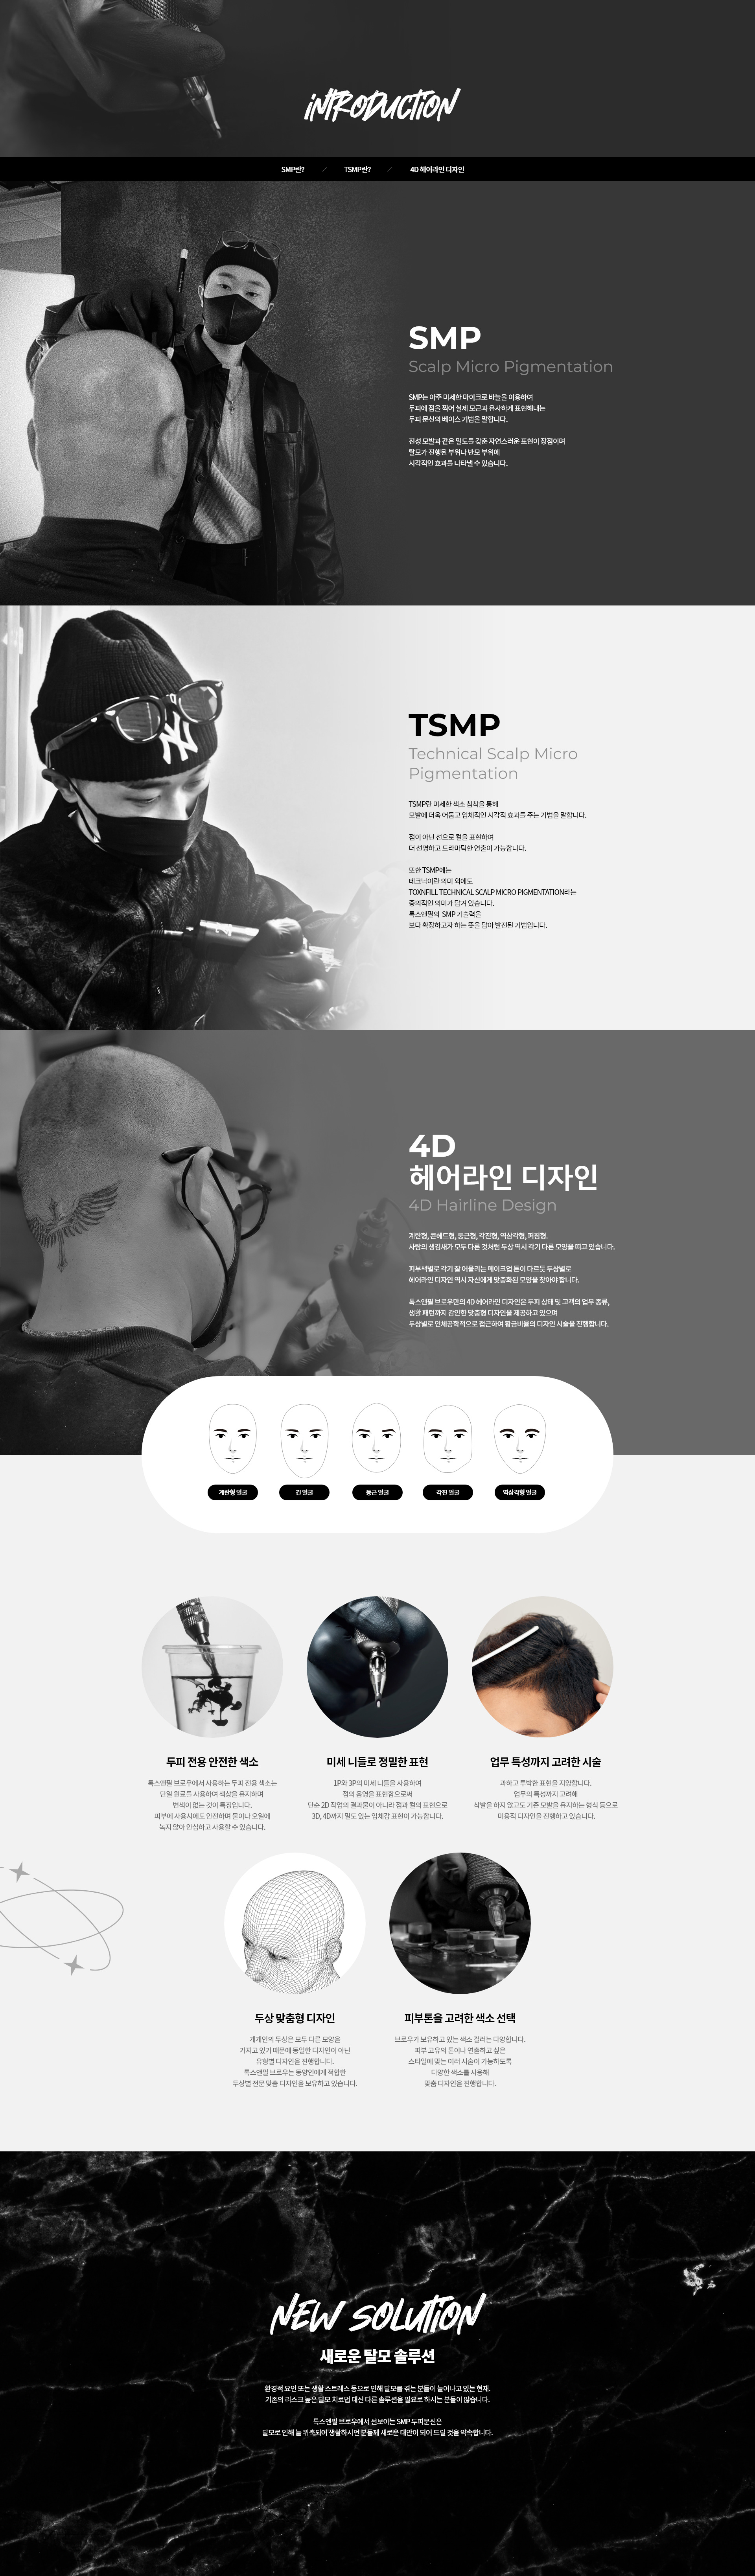 INTRODUCTION
SMP란? / TSMP란? / 4D 헤어라인 디자인
SMP
Scalp Micro Pigmentation
SMP는 아주 미세한 마이크로 바늘을 이용하여
두피에 점을 찍어 실제 모근과 유사하게 표현해내는
두피 문신의 베이스 기법을 말합니다.
진성 모발과 같은 밀도를 갖춘 자연스러운 표현이 장점이며
탈모가 진행된 부위나 반모 부위에
시각적인 효과를 나타낼 수 있습니다.
TSMP
Technical Scalp Micro
Pigmentation
TSMP란 미세한 색소 침착을 통해
모발에 더욱 어둡고 입체적인 시각적 효과를 주는 기법을 말합니다.
점이 아닌 선으로 컬을 표현하여
더 선명하고 드라마틱한 연출이 가능합니다.
또한 TSMP에는
테크닉이란 의미 외에도
TOXNFILL TECHNICAL SCALP MICRO PIGMENTATION라는
중의적인 의미가 담겨 있습니다.
톡스앤필의 SMP 기술력을
보다 확장하고자 하는 뜻을 담아 발전된 기법입니다.
4D
헤어라인 디자인
4D Hairline Design
계란형, 콘헤드형, 둥근형, 각진형, 역삼각형, 퍼짐형.
사람의 생김새가 모두 다른 것처럼 두상 역시 각기 다른 모양을 띠고 있습니다.
피부색별로 각기 잘 어울리는 메이크업 톤이 다르듯 두상별로
헤어라인 디자인 역시 자신에게 맞춤화된 모양을 찾아야 합니다.
톡스앤필 브로우만의 4D 헤어라인 디자인은 두피 상태 및 고객의 업무 종류,
생활 패턴까지 감안한 맞춤형 디자인을 제공하고 있으며
두상별로 인체공학적으로 접근하여 황금비율의 디자인 시술을 진행합니다.
계란형 얼굴
긴 얼굴
둥근 얼굴
각진 얼굴
역삼각형 얼굴
두피 전용 안전한 색소
톡스앤필 브로우에서 사용하는 두피 전용 색소는
단일 원료를 사용하여 색상을 유지하며
변색이 없는 것이 특징입니다.
피부에 사용시에도 안전하며 물이나 오일에
녹지 않아 안심하고 사용할 수 있습니다.
미세 니들로 정밀한 표현
1P와 3P의 미세 니들을 사용하여
점의 음영을 표현함으로써
단순 2D 작업의 결과물이 아니라 점과 컬의 표현으로
3D, 4D까지 밀도 있는 입체감 표현이 가능합니다.
업무 특성까지 고려한 시술
과하고 투박한 표현을 지양합니다.
업무의 특성까지 고려해
삭발을 하지 않고도 기존 모발을 유지하는 형식 등으로
미용적 디자인을 진행하고 있습니다.
두상 맞춤형 디자인
개개인의 두상은 모두 다른 모양을
가지고 있기 때문에 동일한 디자인이 아닌
유형별 디자인을 진행합니다.
톡스앤필 브로우는 동양인에게 적합한
두상별 전문 맞춤 디자인을 보유하고 있습니다.
피부톤을 고려한 색소 선택
브로우가 보유하고 있는 색소 컬러는 다양합니다.
피부 고유의 톤이나 연출하고 싶은
스타일에 맞는 여러 시술이 가능하도록
다양한 색소를 사용해
맞춤 디자인을 진행합니다.
NEW SOLUTION
새로운 탈모 솔루션
환경적 요인 또는 생활 스트레스 등으로 인해 탈모를 겪는 분들이 늘어나고 있는 현재.
기존의 리스크 높은 탈모 치료법 대신 다른 솔루션을 필요로 하시는 분들이 많습니다.
톡스앤필 브로우에서 선보이는 SMP 두피문신은
탈모로 인해 늘 위축되어 생활하시던 분들께 새로운 대안이 되어 드릴 것을 약속합니다.